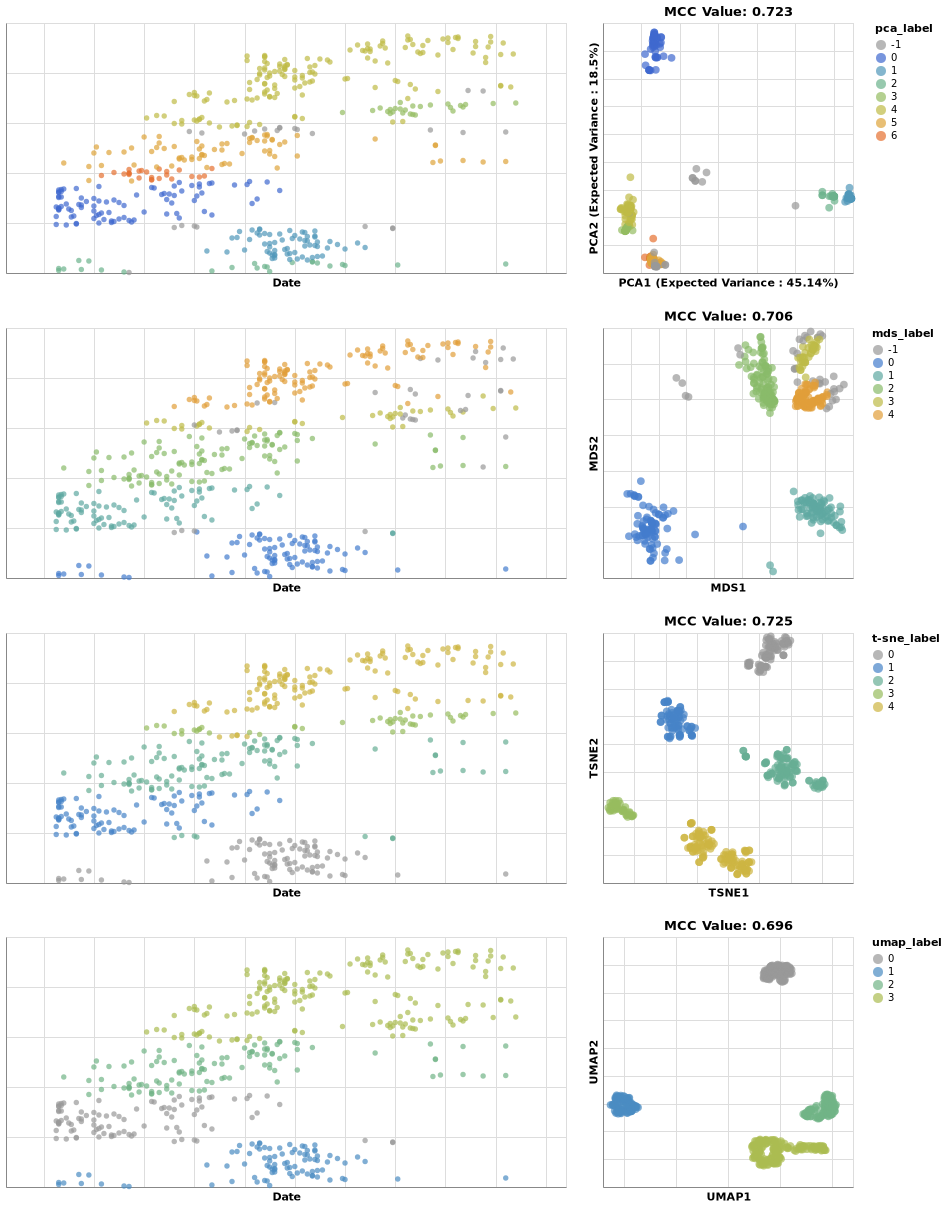 MCC Value: 0.723
PCA2 (Expected Variance : 18.5%)
PCA1 (Expected Variance : 45.14%)
Date
pca_label
-1
0
1
2
3
4
5
6
MCC Value: 0.706
MDS2
MDS1
Date
mds_label
-1
0
1
2
3
4
MCC Value: 0.725
TSNE2
TSNE1
Date
t-sne_label
0
1
2
3
4
MCC Value: 0.696
UMAP2
UMAP1
Date
umap_label
0
1
2
3